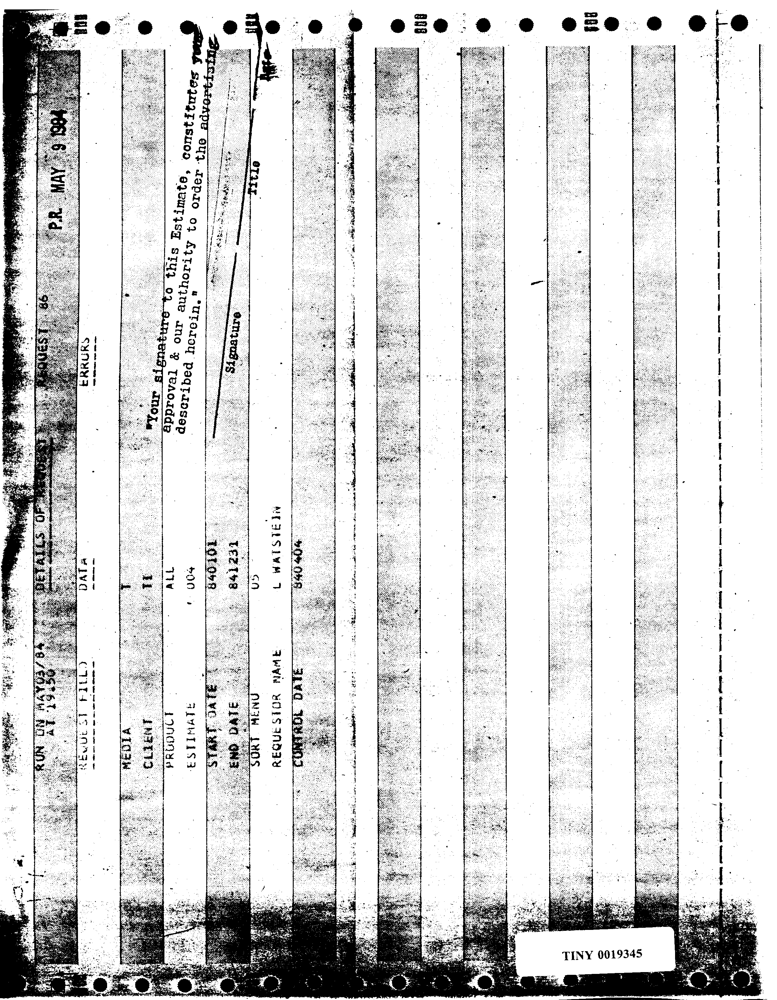 RUN ON MAY03/84 DETAILS OF REQUEST REQUEST 86
AT 19.50
P.R. MAY 9 1984
REQUEST FIELD DATA ERRORS
MEDIA T
CLIENT TI
PRODUCT ALL
ESTIMATE 004
START DATE 840101
END DATE 841231
SORT MENU 05
REQUESTOR NAME L WATSTEIN
CONTROL DATE 840404
"Your signature to this Estimate, constitutes your
approval & our authority to order the advertising
described herein."
Signature Title Date
TINY 0019345